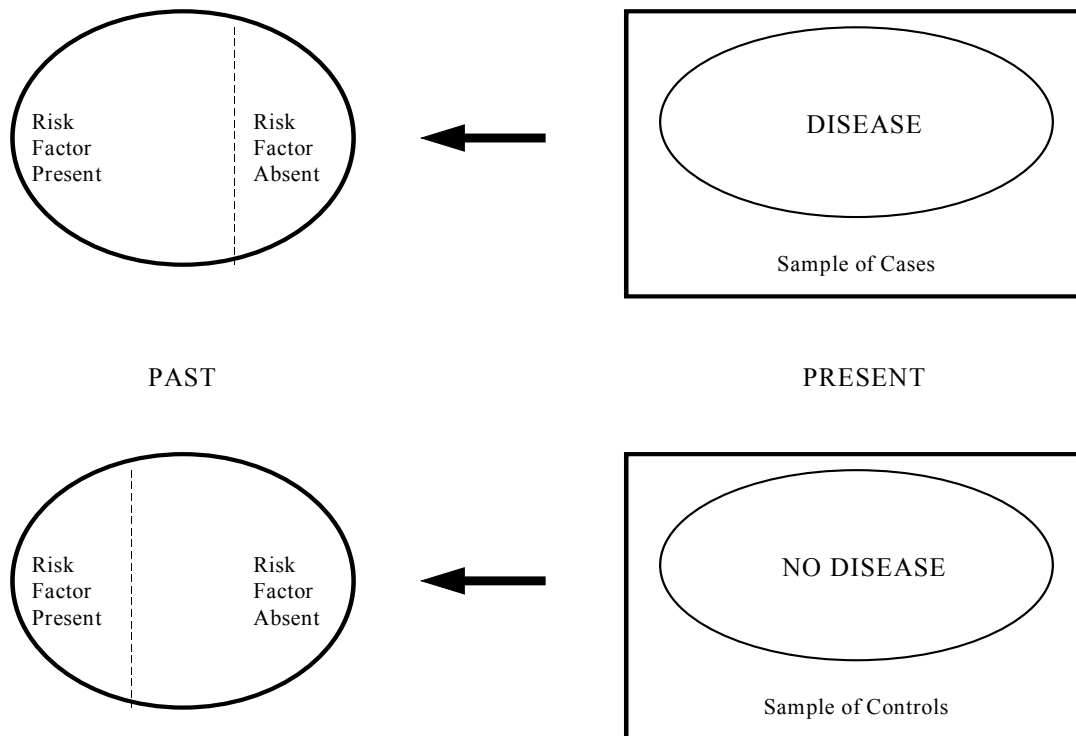 Risk
Factor
Present
Risk
Factor
Absent
DISEASE
Sample of Cases
PAST
PRESENT
Risk
Factor
Present
Risk
Factor
Absent
NO DISEASE
Sample of Controls